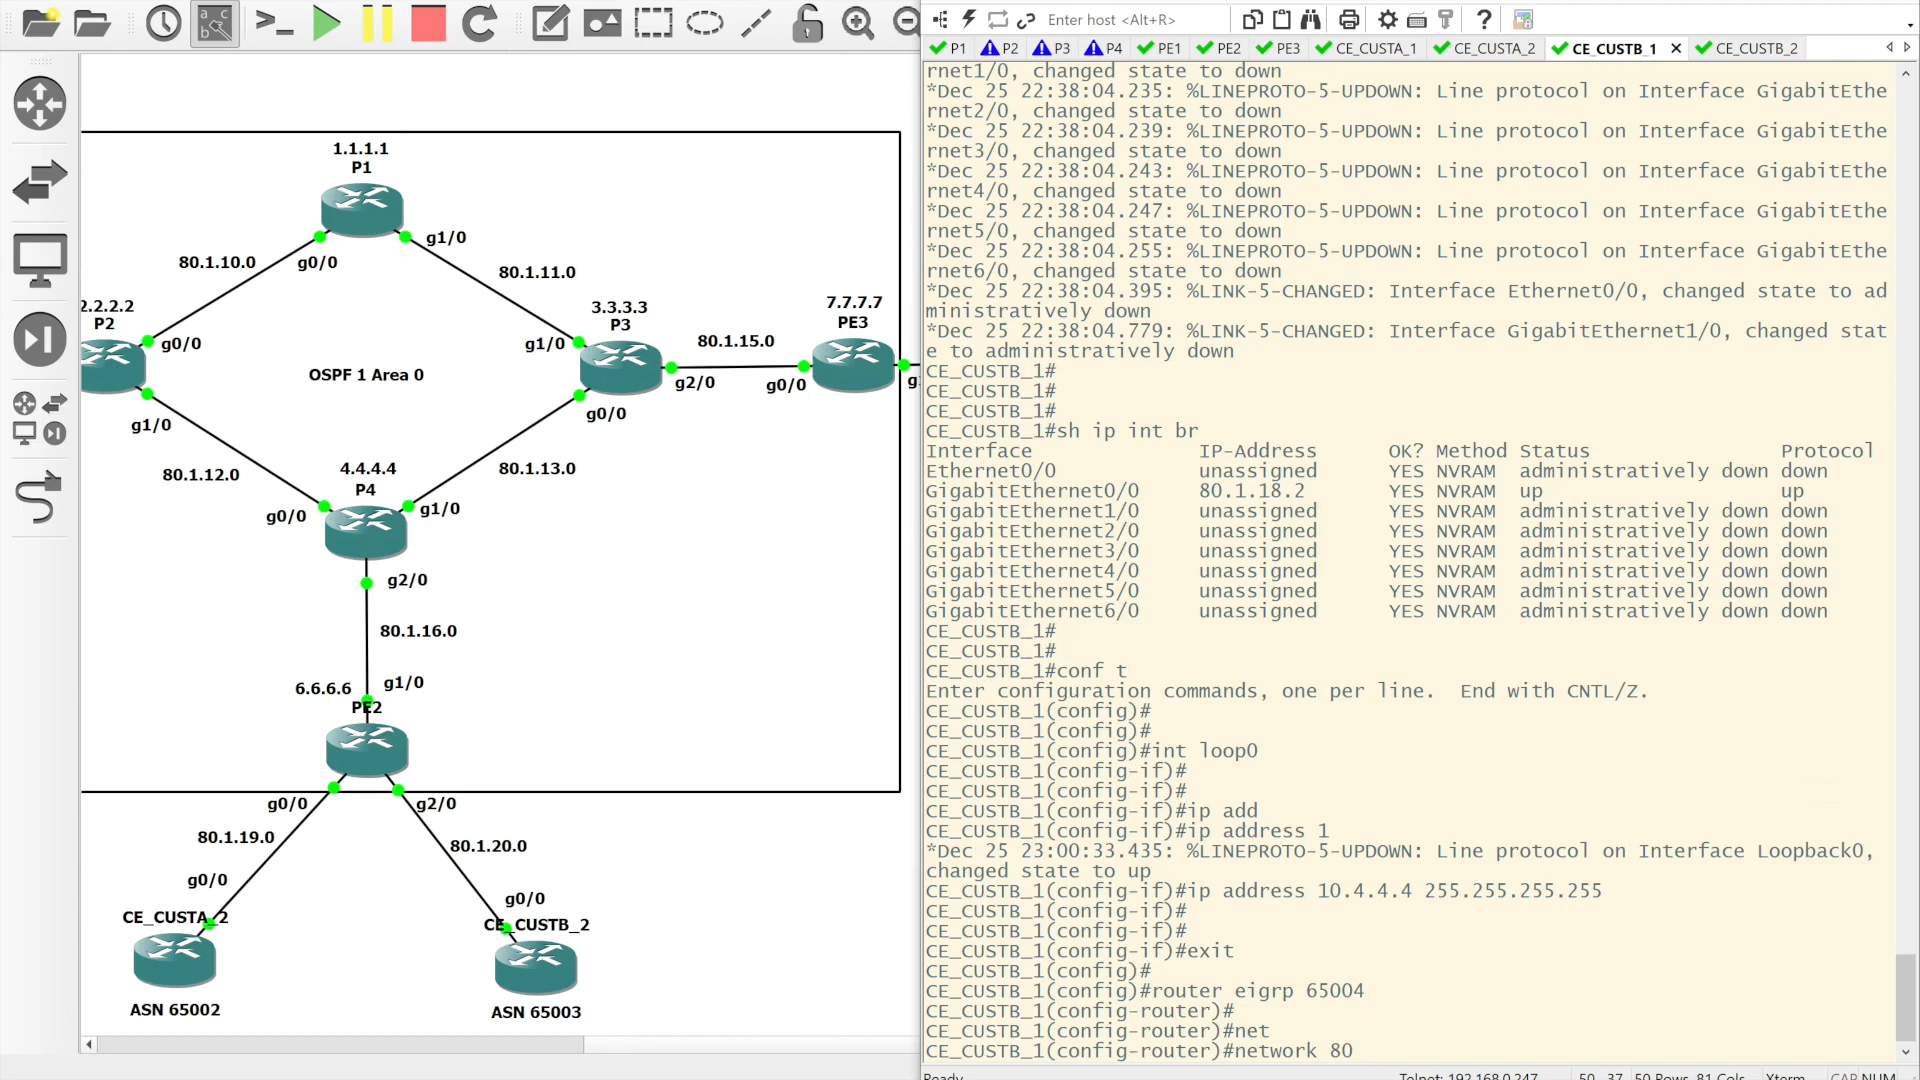 Enter host <Alt+R>
P1 P2 P3 P4 PE1 PE2 PE3 CE_CUSTA_1 CE_CUSTA_2 CE_CUSTB_1 CE_CUSTB_2
1.1.1.1
P1
g1/0
g0/0
80.1.10.0
80.1.11.0
2.2.2.2
P2
g0/0
3.3.3.3
P3
g1/0
7.7.7.7
PE3
80.1.15.0
g2/0
g0/0
OSPF 1 Area 0
g0/0
g1/0
80.1.12.0
4.4.4.4
P4
80.1.13.0
g0/0
g1/0
g2/0
80.1.16.0
6.6.6.6
g1/0
PE2
g0/0
g2/0
80.1.19.0
80.1.20.0
g0/0
g0/0
CE_CUSTA_2
CE_CUSTB_2
ASN 65002
ASN 65003
rnet1/0, changed state to down
*Dec 25 22:38:04.235: %LINEPROTO-5-UPDOWN: Line protocol on Interface GigabitEthe
rnet2/0, changed state to down
*Dec 25 22:38:04.239: %LINEPROTO-5-UPDOWN: Line protocol on Interface GigabitEthe
rnet3/0, changed state to down
*Dec 25 22:38:04.243: %LINEPROTO-5-UPDOWN: Line protocol on Interface GigabitEthe
rnet4/0, changed state to down
*Dec 25 22:38:04.247: %LINEPROTO-5-UPDOWN: Line protocol on Interface GigabitEthe
rnet5/0, changed state to down
*Dec 25 22:38:04.255: %LINEPROTO-5-UPDOWN: Line protocol on Interface GigabitEthe
rnet6/0, changed state to down
*Dec 25 22:38:04.395: %LINK-5-CHANGED: Interface Ethernet0/0, changed state to ad
ministratively down
*Dec 25 22:38:04.779: %LINK-5-CHANGED: Interface GigabitEthernet1/0, changed stat
e to administratively down
CE_CUSTB_1#
CE_CUSTB_1#
CE_CUSTB_1#
CE_CUSTB_1#sh ip int br
Interface IP-Address OK? Method Status Protocol
Ethernet0/0 unassigned YES NVRAM administratively down down
GigabitEthernet0/0 80.1.18.2 YES NVRAM up up
GigabitEthernet1/0 unassigned YES NVRAM administratively down down
GigabitEthernet2/0 unassigned YES NVRAM administratively down down
GigabitEthernet3/0 unassigned YES NVRAM administratively down down
GigabitEthernet4/0 unassigned YES NVRAM administratively down down
GigabitEthernet5/0 unassigned YES NVRAM administratively down down
GigabitEthernet6/0 unassigned YES NVRAM administratively down down
CE_CUSTB_1#
CE_CUSTB_1#
CE_CUSTB_1#conf t
Enter configuration commands, one per line. End with CNTL/Z.
CE_CUSTB_1(config)#
CE_CUSTB_1(config)#
CE_CUSTB_1(config)#int loop0
CE_CUSTB_1(config-if)#
CE_CUSTB_1(config-if)#
CE_CUSTB_1(config-if)#ip add
CE_CUSTB_1(config-if)#ip address 1
*Dec 25 23:00:33.435: %LINEPROTO-5-UPDOWN: Line protocol on Interface Loopback0,
changed state to up
CE_CUSTB_1(config-if)#ip address 10.4.4.4 255.255.255.255
CE_CUSTB_1(config-if)#
CE_CUSTB_1(config-if)#
CE_CUSTB_1(config-if)#exit
CE_CUSTB_1(config)#
CE_CUSTB_1(config)#router eigrp 65004
CE_CUSTB_1(config-router)#
CE_CUSTB_1(config-router)#net
CE_CUSTB_1(config-router)#network 80
Ready Telnet: 192.168.0.247 50, 37 50 Rows, 81 Cols Xterm CAP NUM